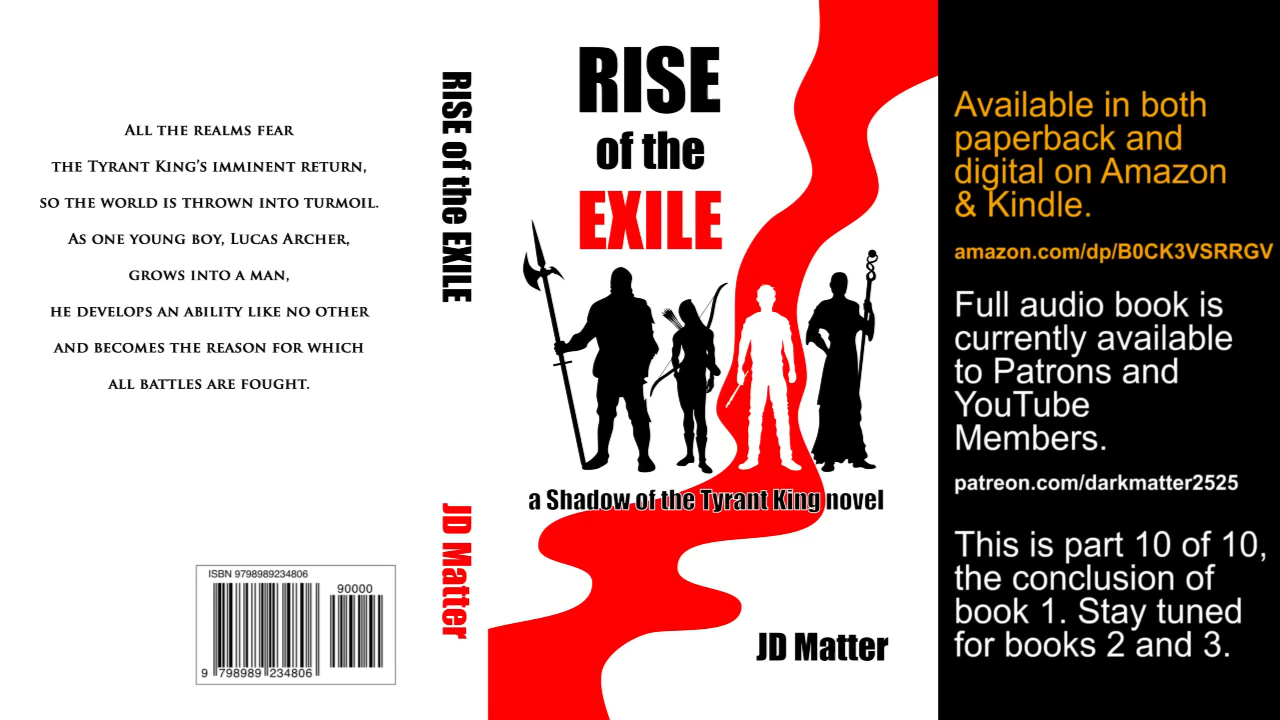 ALL THE REALMS FEAR
THE TYRANT KING'S IMMINENT RETURN,
SO THE WORLD IS THROWN INTO TURMOIL.
AS ONE YOUNG BOY, LUCAS ARCHER,
GROWS INTO A MAN,
HE DEVELOPS AN ABILITY LIKE NO OTHER
AND BECOMES THE REASON FOR WHICH
ALL BATTLES ARE FOUGHT.
ISBN 9798989234806
90000
9 798989 234806
RISE of the EXILE
JD Matter
RISE
of the
EXILE
a Shadow of the Tyrant King novel
JD Matter
Available in both
paperback and
digital on Amazon
& Kindle.
amazon.com/dp/B0CK3VSRRGV
Full audio book is
currently available
to Patrons and
YouTube
Members.
patreon.com/darkmatter2525
This is part 10 of 10,
the conclusion of
book 1. Stay tuned
for books 2 and 3.